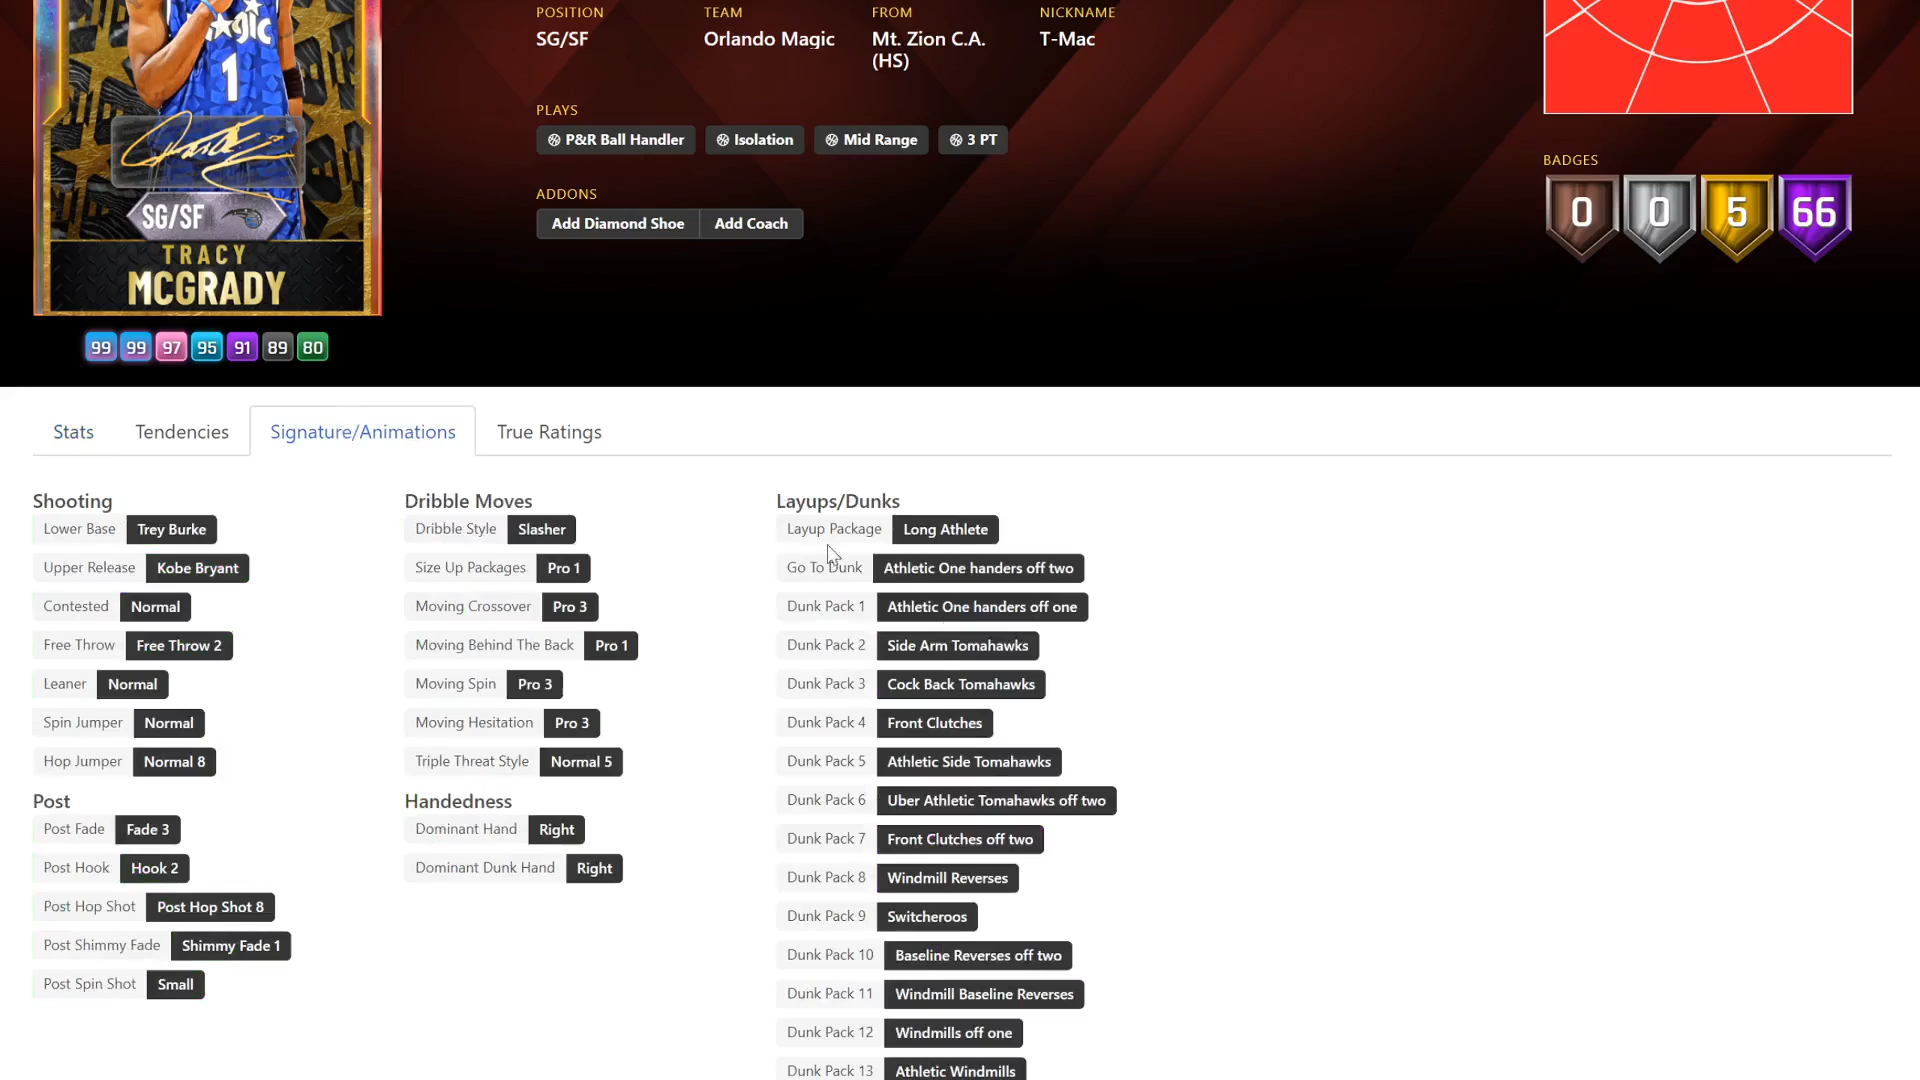 POSITION
SG/SF
TEAM
Orlando Magic
FROM
Mt. Zion C.A.
(HS)
NICKNAME
T-Mac
PLAYS
P&R Ball Handler Isolation Mid Range 3 PT
ADDONS
Add Diamond Shoe Add Coach
BADGES
0 0 5 66
Magic
1
SG/SF
TRACY
MCGRADY
99 99 97 95 91 89 80
Stats Tendencies Signature/Animations True Ratings
Shooting
Lower Base Trey Burke
Upper Release Kobe Bryant
Contested Normal
Free Throw Free Throw 2
Leaner Normal
Spin Jumper Normal
Hop Jumper Normal 8
Post
Post Fade Fade 3
Post Hook Hook 2
Post Hop Shot Post Hop Shot 8
Post Shimmy Fade Shimmy Fade 1
Post Spin Shot Small
Dribble Moves
Dribble Style Slasher
Size Up Packages Pro 1
Moving Crossover Pro 3
Moving Behind The Back Pro 1
Moving Spin Pro 3
Moving Hesitation Pro 3
Triple Threat Style Normal 5
Handedness
Dominant Hand Right
Dominant Dunk Hand Right
Layups/Dunks
Layup Package Long Athlete
Go To Dunk Athletic One handers off two
Dunk Pack 1 Athletic One handers off one
Dunk Pack 2 Side Arm Tomahawks
Dunk Pack 3 Cock Back Tomahawks
Dunk Pack 4 Front Clutches
Dunk Pack 5 Athletic Side Tomahawks
Dunk Pack 6 Uber Athletic Tomahawks off two
Dunk Pack 7 Front Clutches off two
Dunk Pack 8 Windmill Reverses
Dunk Pack 9 Switcheroos
Dunk Pack 10 Baseline Reverses off two
Dunk Pack 11 Windmill Baseline Reverses
Dunk Pack 12 Windmills off one
Dunk Pack 13 Athletic Windmills